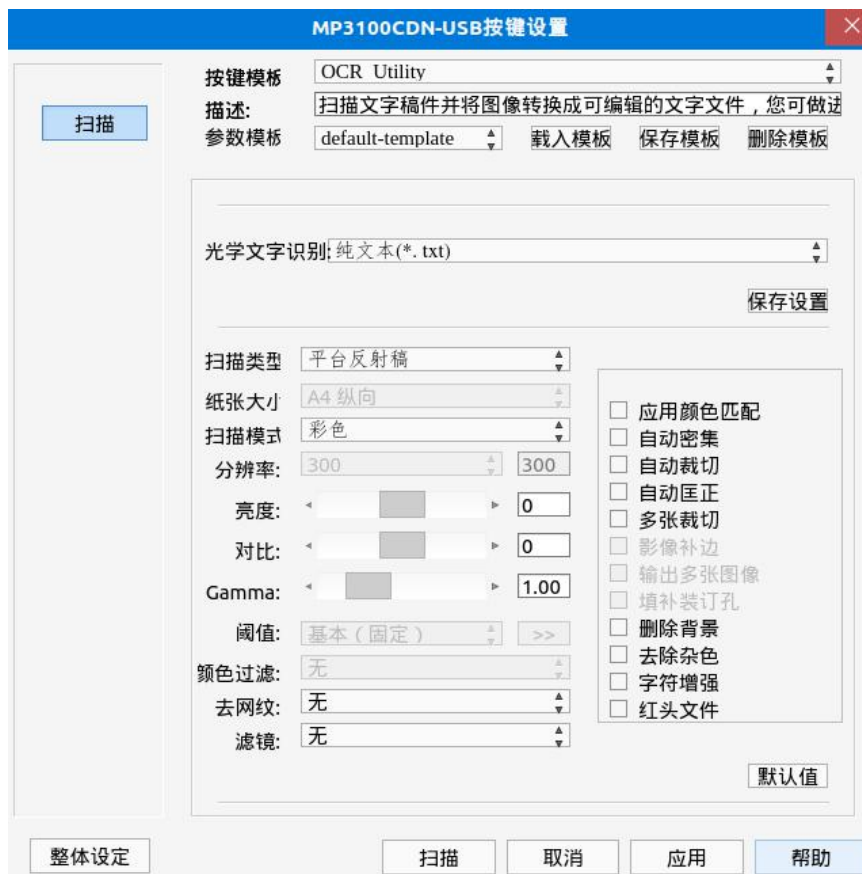 MP3100CDN-USB按键设置
扫描
按键模板 OCR Utility
描述: 扫描文字稿件并将图像转换成可编辑的文字文件，您可做进
参数模板 default-template 载入模板 保存模板 删除模板
光学文字识别: 纯文本(*. txt)
保存设置
扫描类型 平台反射稿
纸张大小 A4 纵向
扫描模式 彩色
分辨率: 300 300
亮度: 0
对比: 0
Gamma: 1.00
阈值: 基本（固定） >>
颜色过滤: 无
去网纹: 无
滤镜: 无
应用颜色匹配
自动密集
自动裁切
自动匡正
多张裁切
影像补边
输出多张图像
填补装订孔
删除背景
去除杂色
字符增强
红头文件
默认值
整体设定 扫描 取消 应用 帮助